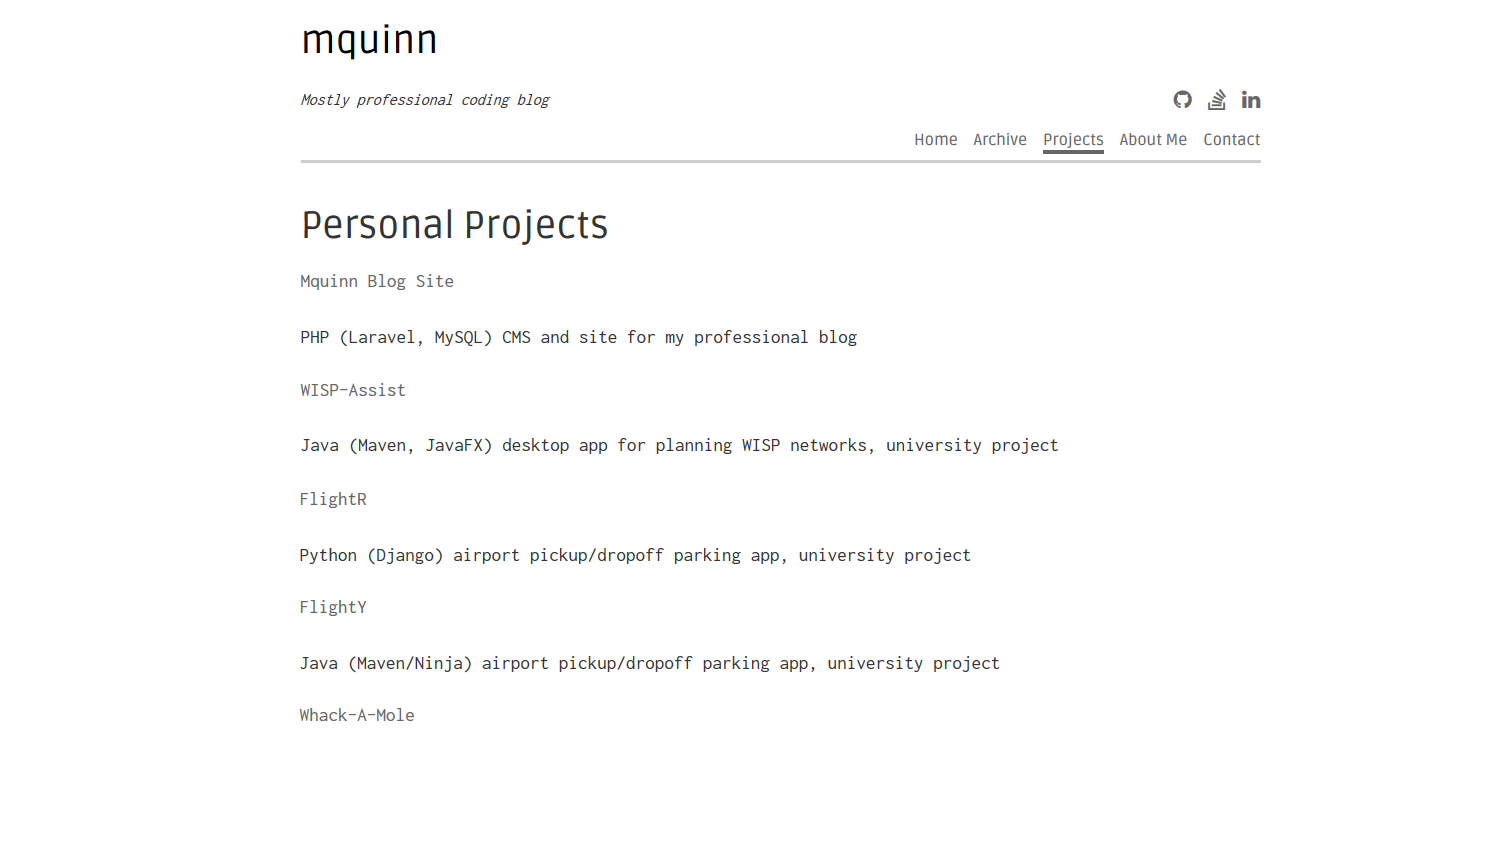 mquinn
Mostly professional coding blog
Home Archive Projects About Me Contact
Personal Projects
Mquinn Blog Site
PHP (Laravel, MySQL) CMS and site for my professional blog
WISP-Assist
Java (Maven, JavaFX) desktop app for planning WISP networks, university project
FlightR
Python (Django) airport pickup/dropoff parking app, university project
FlightY
Java (Maven/Ninja) airport pickup/dropoff parking app, university project
Whack-A-Mole